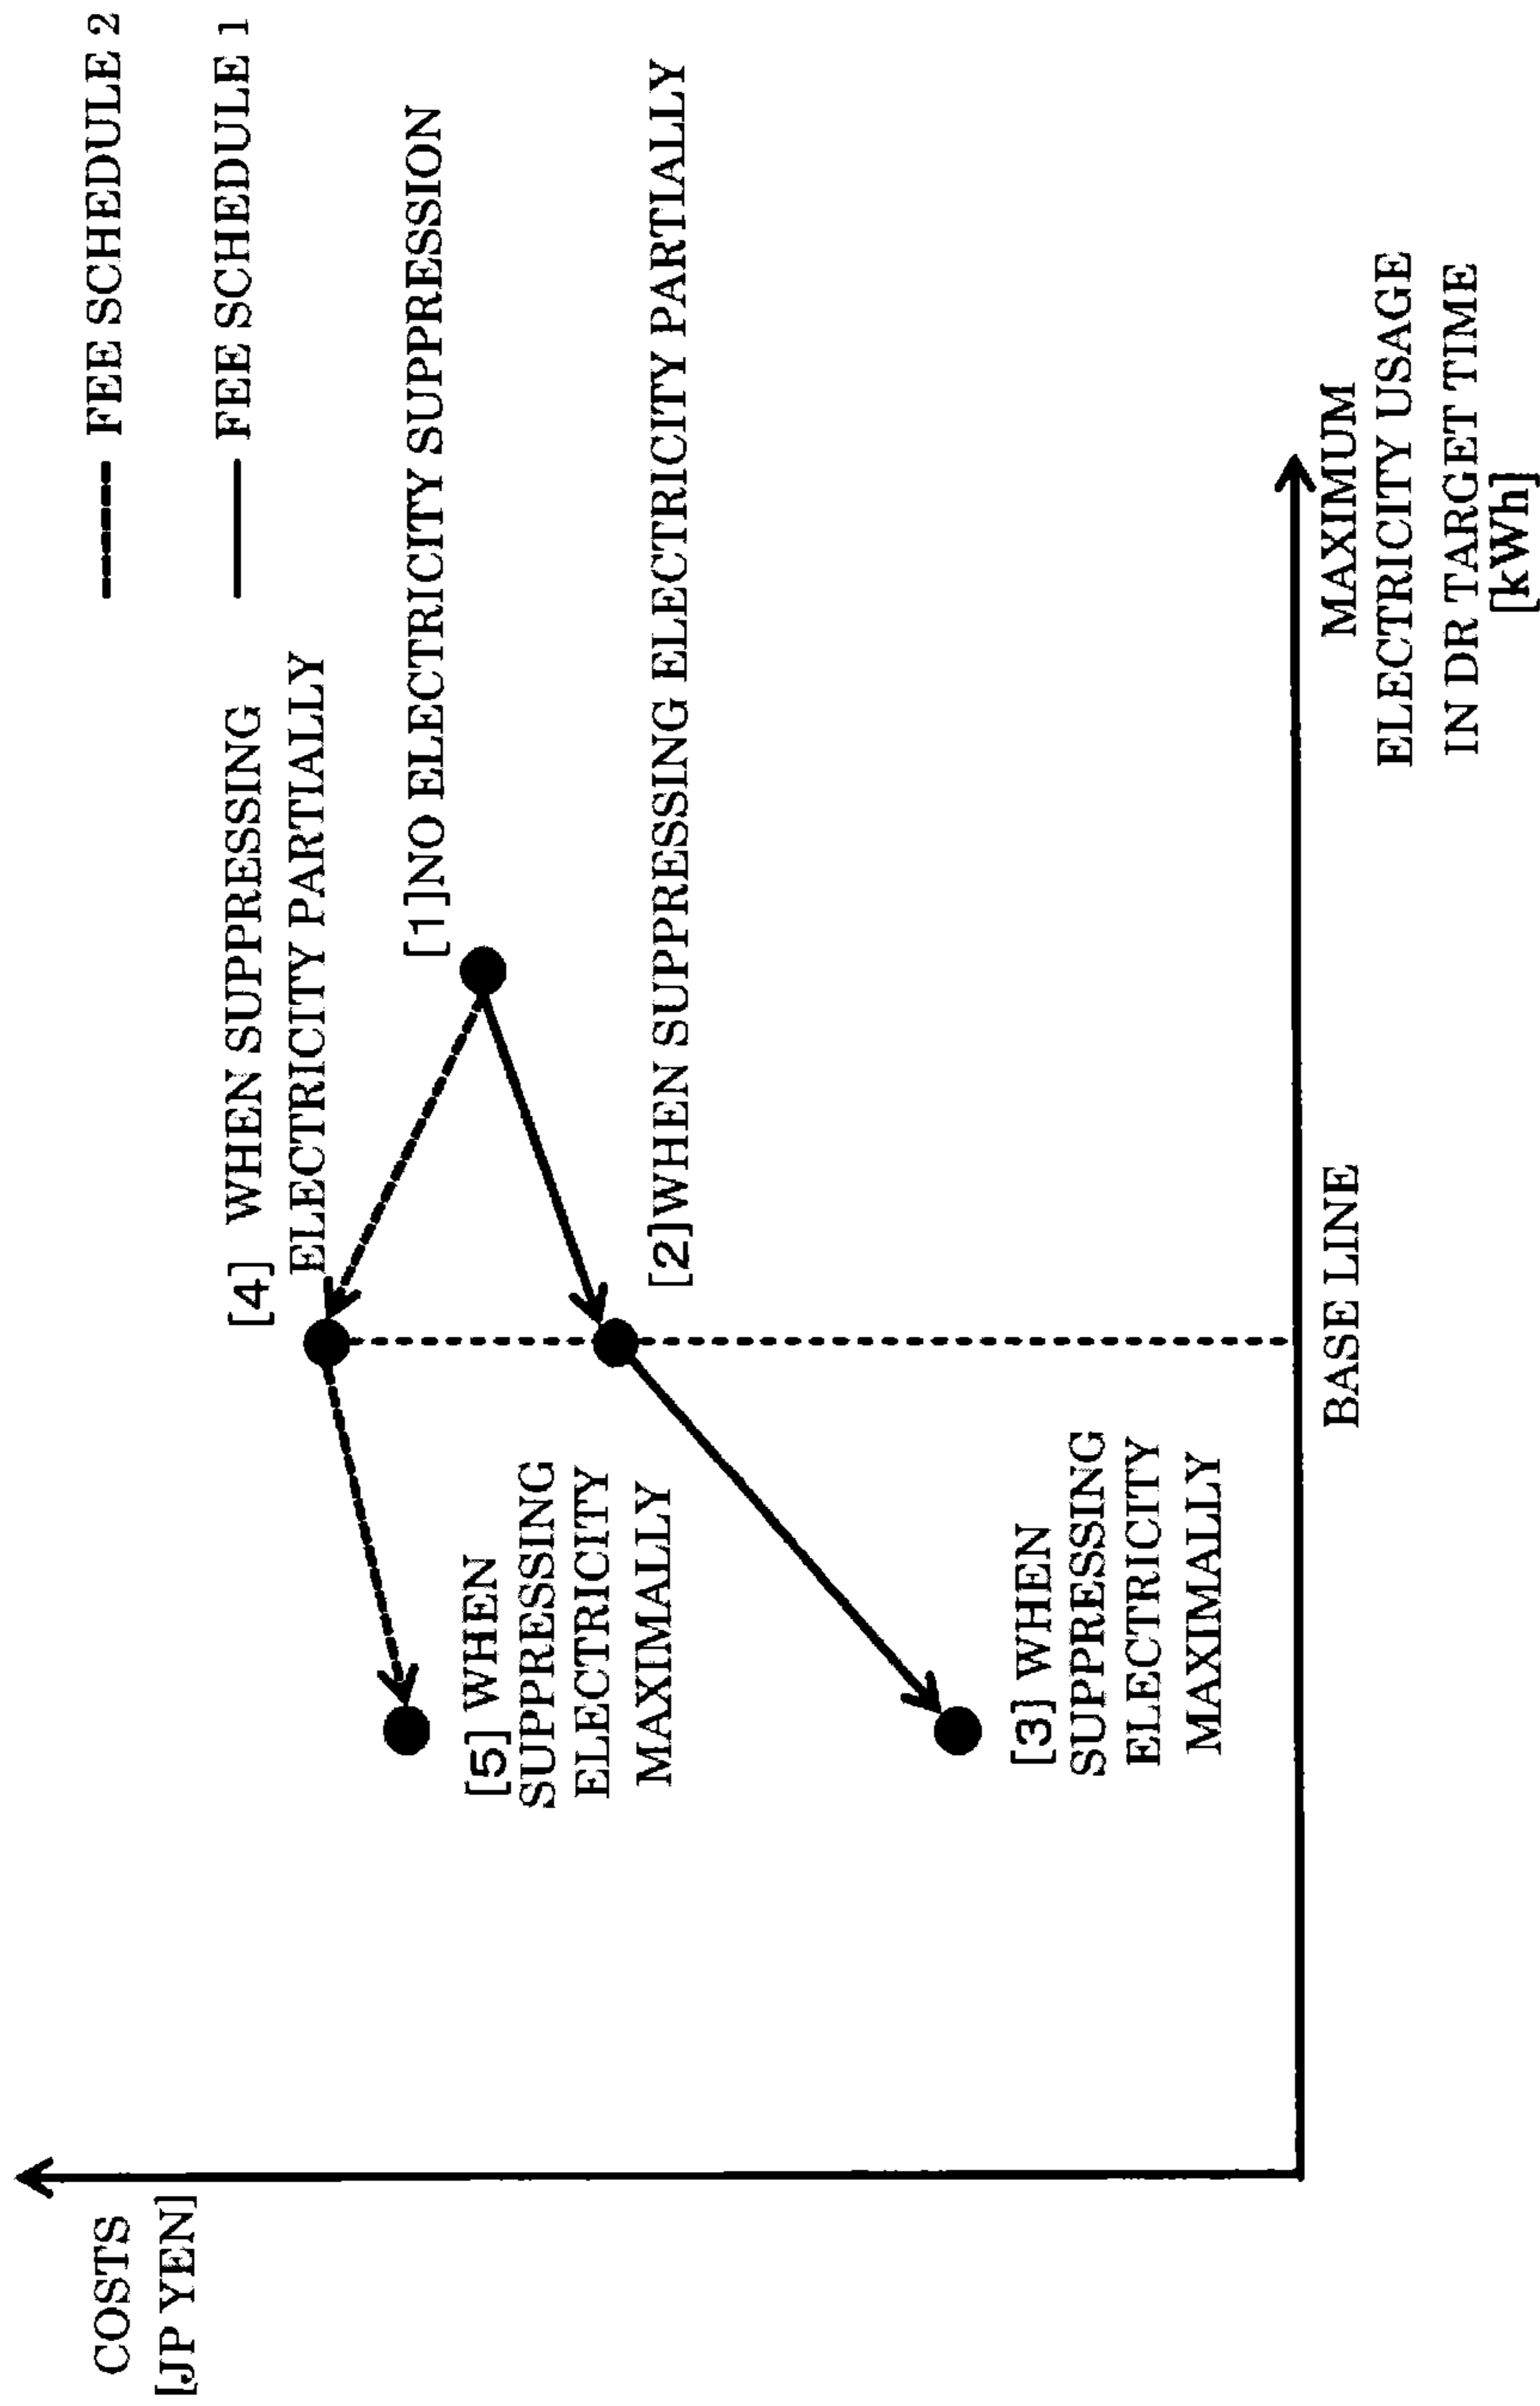 COSTS
[JP YEN]
FEE SCHEDULE 2
FEE SCHEDULE 1
[4] WHEN SUPPRESSING
ELECTRICITY PARTIALLY
[1]NO ELECTRICITY SUPPRESSION
[5] WHEN
SUPPRESSING
ELECTRICITY
MAXIMALLY
[2]WHEN SUPPRESSING ELECTRICITY PARTIALLY
[3] WHEN
SUPPRESSING
ELECTRICITY
MAXIMALLY
BASE LINE
MAXIMUM
ELECTRICITY USAGE
IN DR TARGET TIME
[kWh]